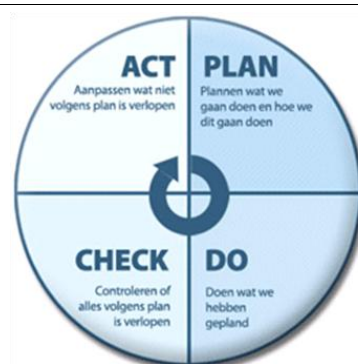 ACT
Aanpassen wat niet
volgens plan is verlopen
PLAN
Plannen wat we
gaan doen en hoe we
dit gaan doen
CHECK
Controleren of
alles volgens plan
is verlopen
DO
Doen wat we
hebben
gepland